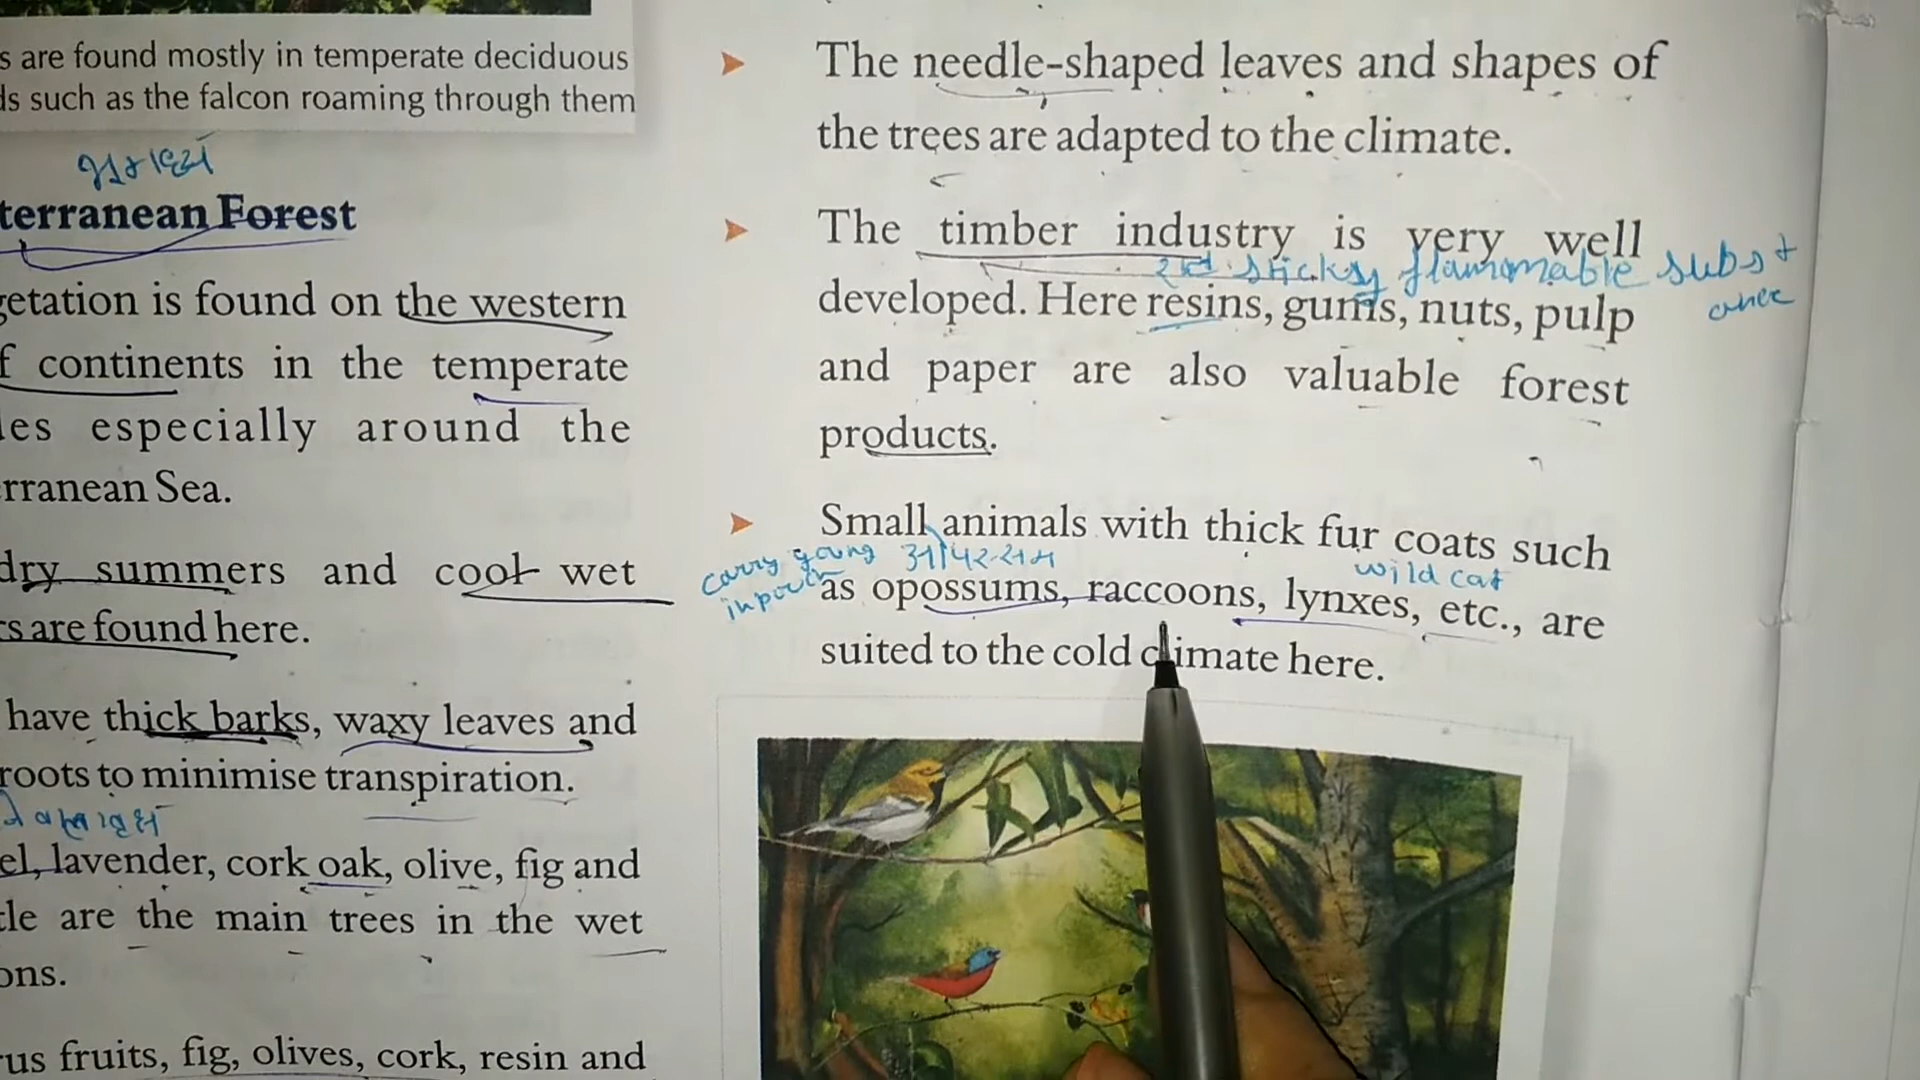 s are found mostly in temperate deciduous
ds such as the falcon roaming through them
terranean Forest
getation is found on the western
f continents in the temperate
les especially around the
rranean Sea.
dry summers and cool wet
s are found here.
have thick barks, waxy leaves and
roots to minimise transpiration.
el, lavender, cork oak, olive, fig and
tle are the main trees in the wet
ons.
rus fruits, fig, olives, cork, resin and
The needle-shaped leaves and shapes of
the trees are adapted to the climate.
The timber industry is very well
sticky flammable subst
ance
developed. Here resins, gums, nuts, pulp
and paper are also valuable forest
products.
Small animals with thick fur coats such
carry young
in pouch
wild cat
as opossums, raccoons, lynxes, etc., are
suited to the cold climate here.